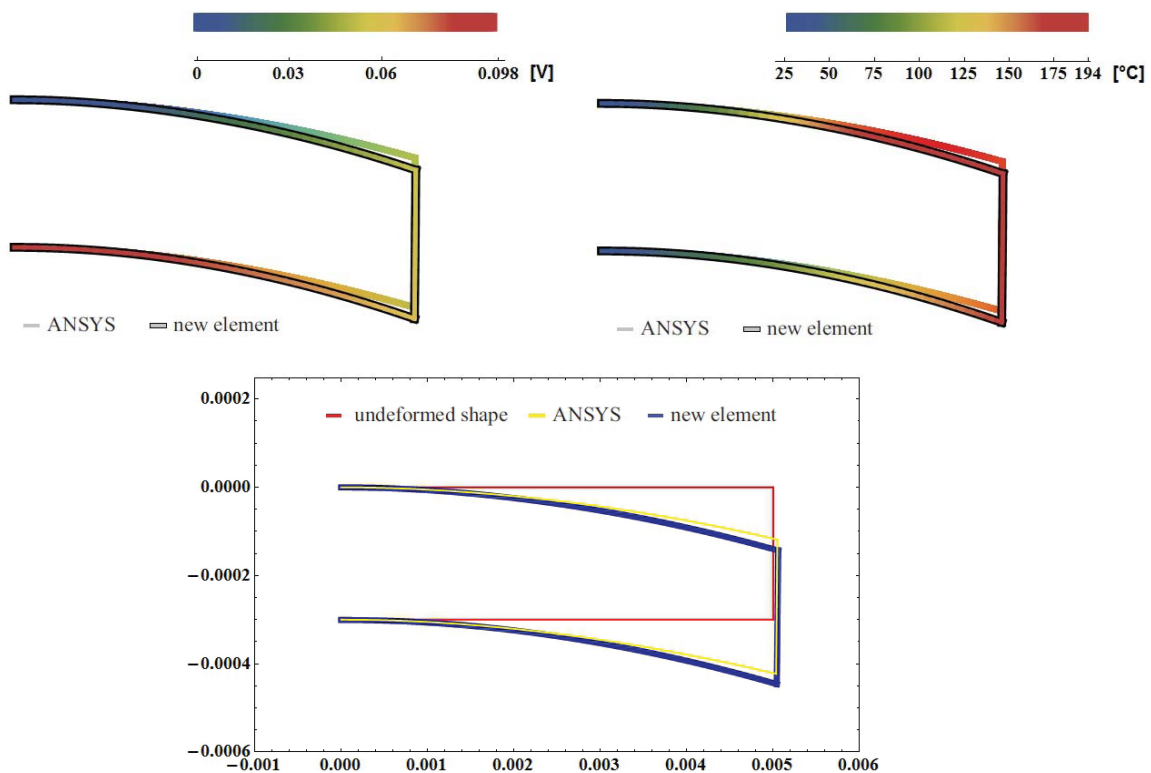 0 0.03 0.06 0.098 [V]
25 50 75 100 125 150 175 194 [°C]
ANSYS new element
ANSYS new element
undeformed shape ANSYS new element
0.0002
0.0000
−0.0002
−0.0004
−0.0006
−0.001 0.000 0.001 0.002 0.003 0.004 0.005 0.006